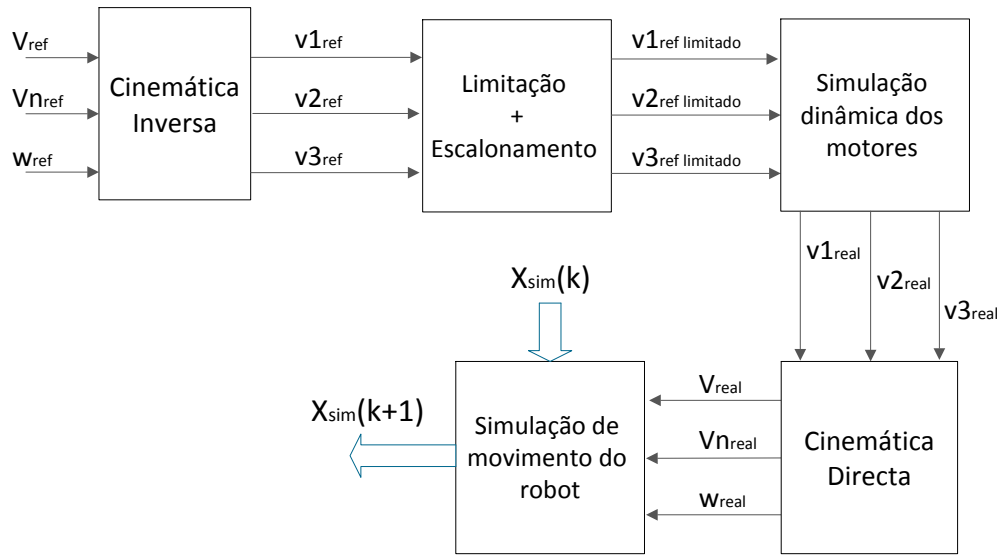 Vref
Vnref
wref
Cinemática
Inversa
v1ref
v2ref
v3ref
Limitação
+
Escalonamento
v1ref limitado
v2ref limitado
v3ref limitado
Simulação
dinâmica dos
motores
v1real
v2real
v3real
Xsim(k)
Xsim(k+1)
Simulação de
movimento do
robot
Vreal
Vnreal
wreal
Cinemática
Directa